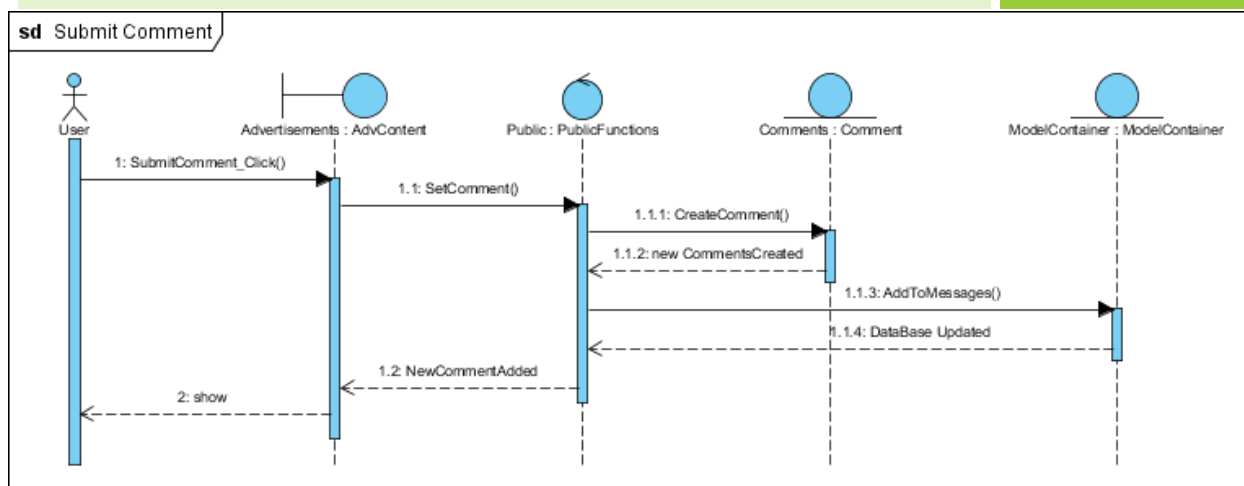 sd Submit Comment
User
Advertisements : AdvContent
Public : PublicFunctions
Comments : Comment
ModelContainer : ModelContainer
1: SubmitComment_Click()
1.1: SetComment()
1.1.1: CreateComment()
1.1.2: new CommentsCreated
1.1.3: AddToMessages()
1.1.4: DataBase Updated
1.2: NewCommentAdded
2: show